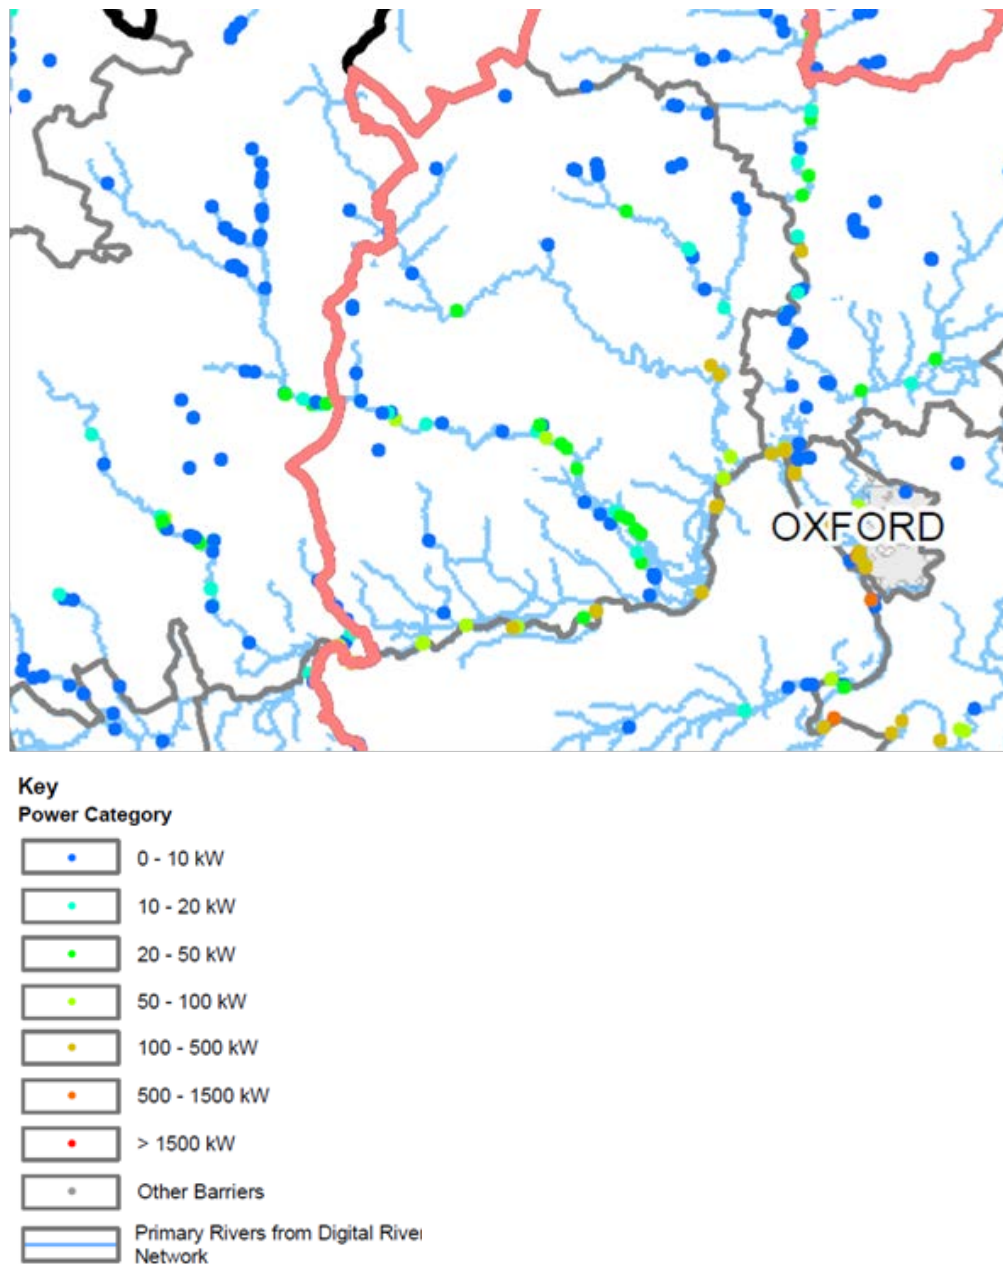 OXFORD
Key
Power Category
0 - 10 kW
10 - 20 kW
20 - 50 kW
50 - 100 kW
100 - 500 kW
500 - 1500 kW
> 1500 kW
Other Barriers
Primary Rivers from Digital River
Network